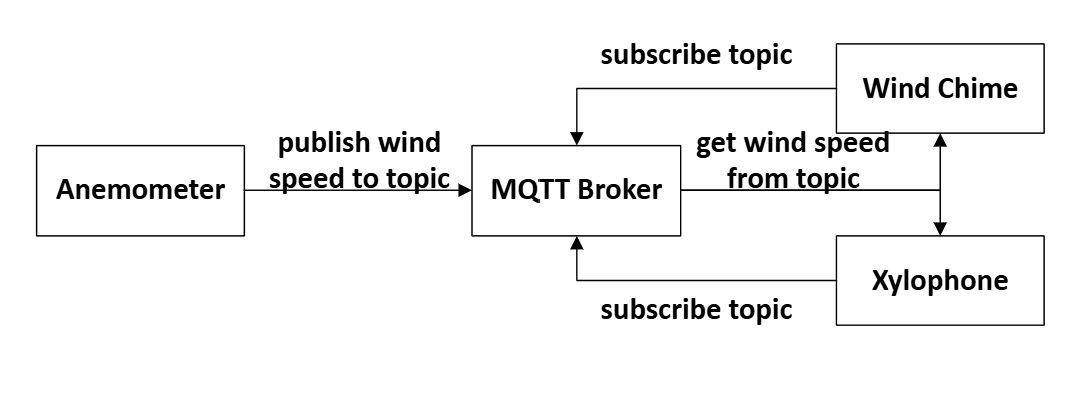 subscribe topic
Wind Chime
publish wind
speed to topic
get wind speed
from topic
Anemometer
MQTT Broker
Xylophone
subscribe topic